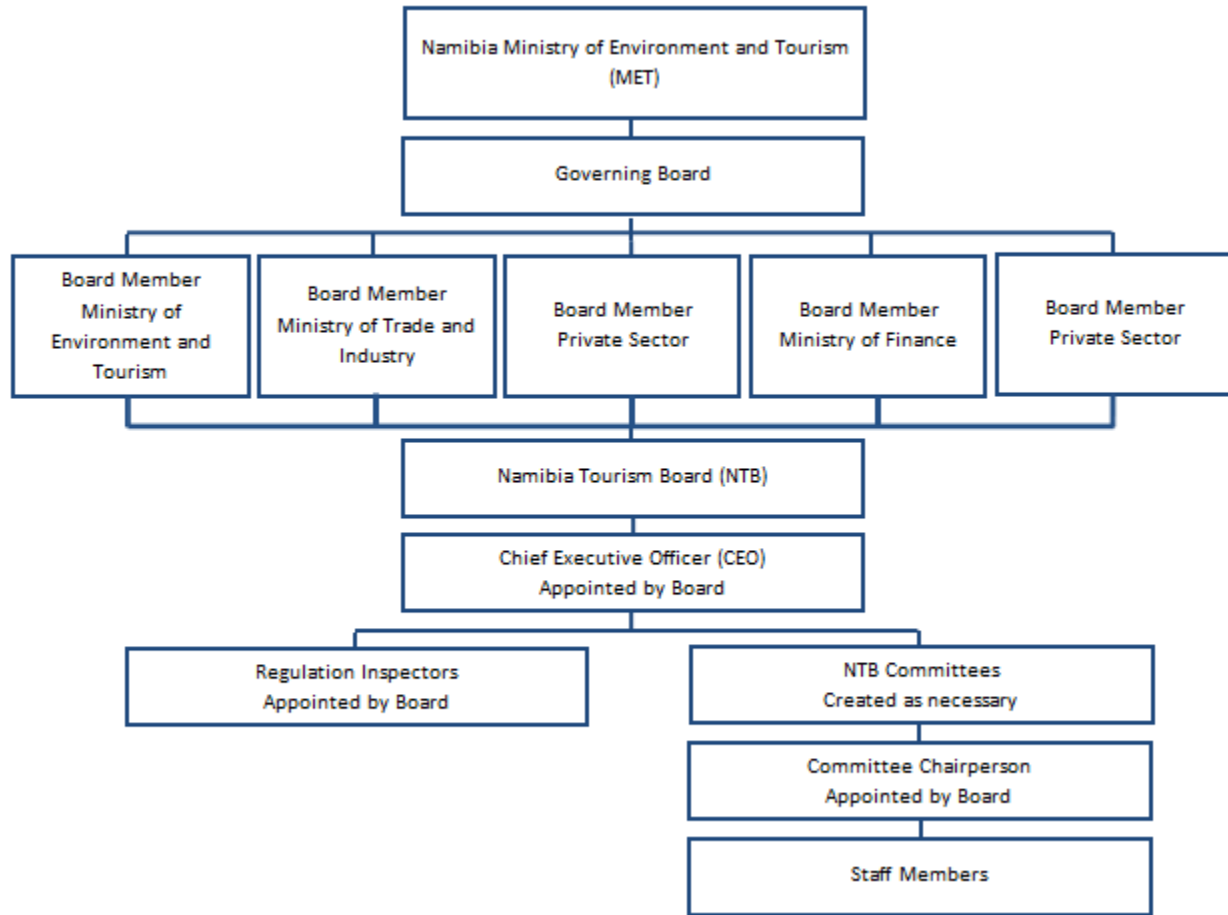 Namibia Ministry of Environment and Tourism
(MET)
Governing Board
Board Member
Ministry of
Environment and
Tourism
Board Member
Ministry of Trade and
Industry
Board Member
Private Sector
Board Member
Ministry of Finance
Board Member
Private Sector
Namibia Tourism Board (NTB)
Chief Executive Officer (CEO)
Appointed by Board
Regulation Inspectors
Appointed by Board
NTB Committees
Created as necessary
Committee Chairperson
Appointed by Board
Staff Members